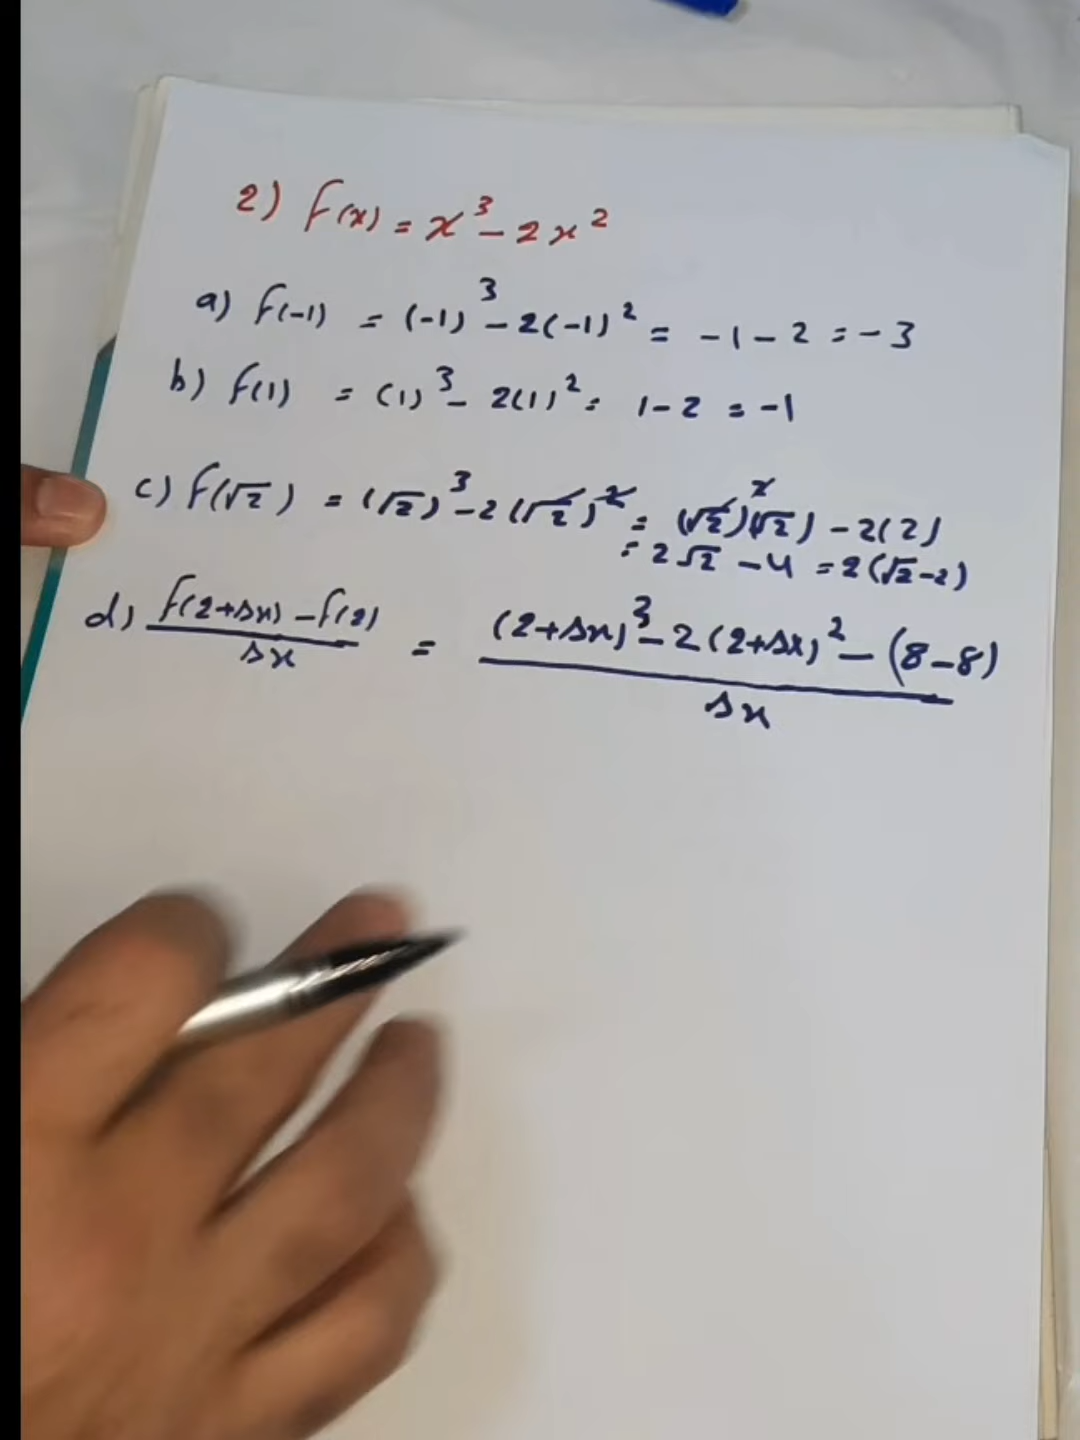 2) f(x) = x³ - 2x²
a) f(-1) = (-1)³ - 2(-1)² = -1 - 2 = -3
b) f(1) = (1)³ - 2(1)² = 1 - 2 = -1
c) f(√2) = (√2)³ - 2(√2)² = (√2)²(√2) - 2(2)
= 2√2 - 4 = 2(√2 - 2)
d) f(2+Δx) - f(2) / Δx = (2+Δx)³ - 2(2+Δx)² - (8-8) / Δx